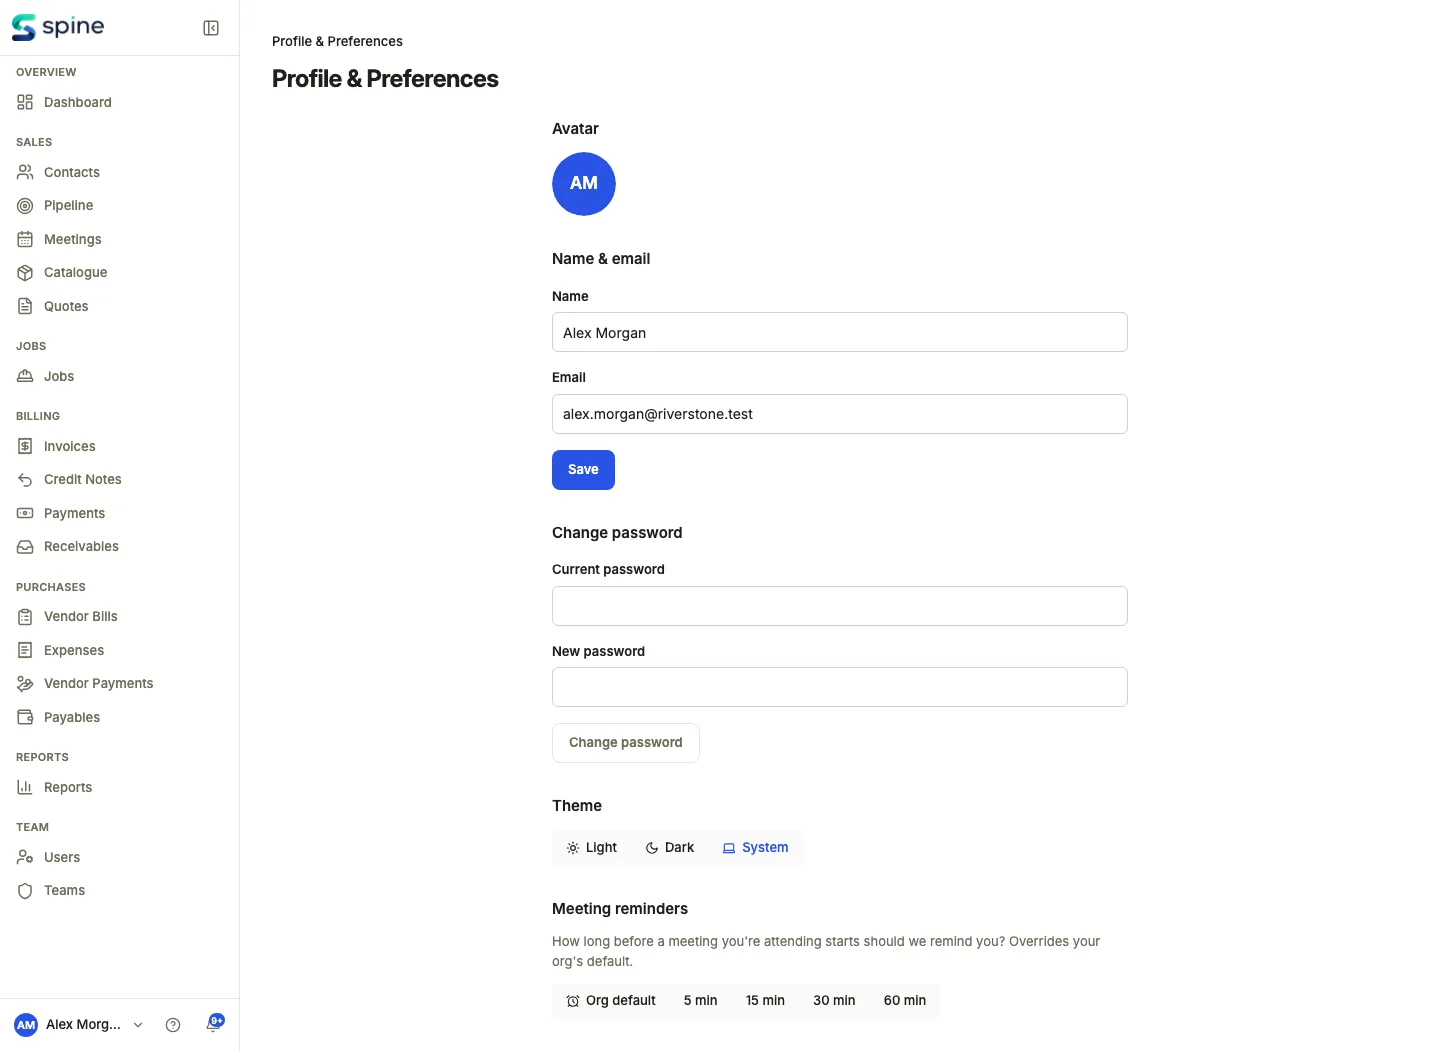 spine
OVERVIEW
Dashboard
SALES
Contacts
Pipeline
Meetings
Catalogue
Quotes
JOBS
Jobs
BILLING
Invoices
Credit Notes
Payments
Receivables
PURCHASES
Vendor Bills
Expenses
Vendor Payments
Payables
REPORTS
Reports
TEAM
Users
Teams
AM Alex Morg... 9+
Profile & Preferences
Profile & Preferences
Avatar
AM
Name & email
Name
Alex Morgan
Email
alex.morgan@riverstone.test
Save
Change password
Current password
New password
Change password
Theme
Light Dark System
Meeting reminders
How long before a meeting you're attending starts should we remind you? Overrides your
org's default.
Org default 5 min 15 min 30 min 60 min